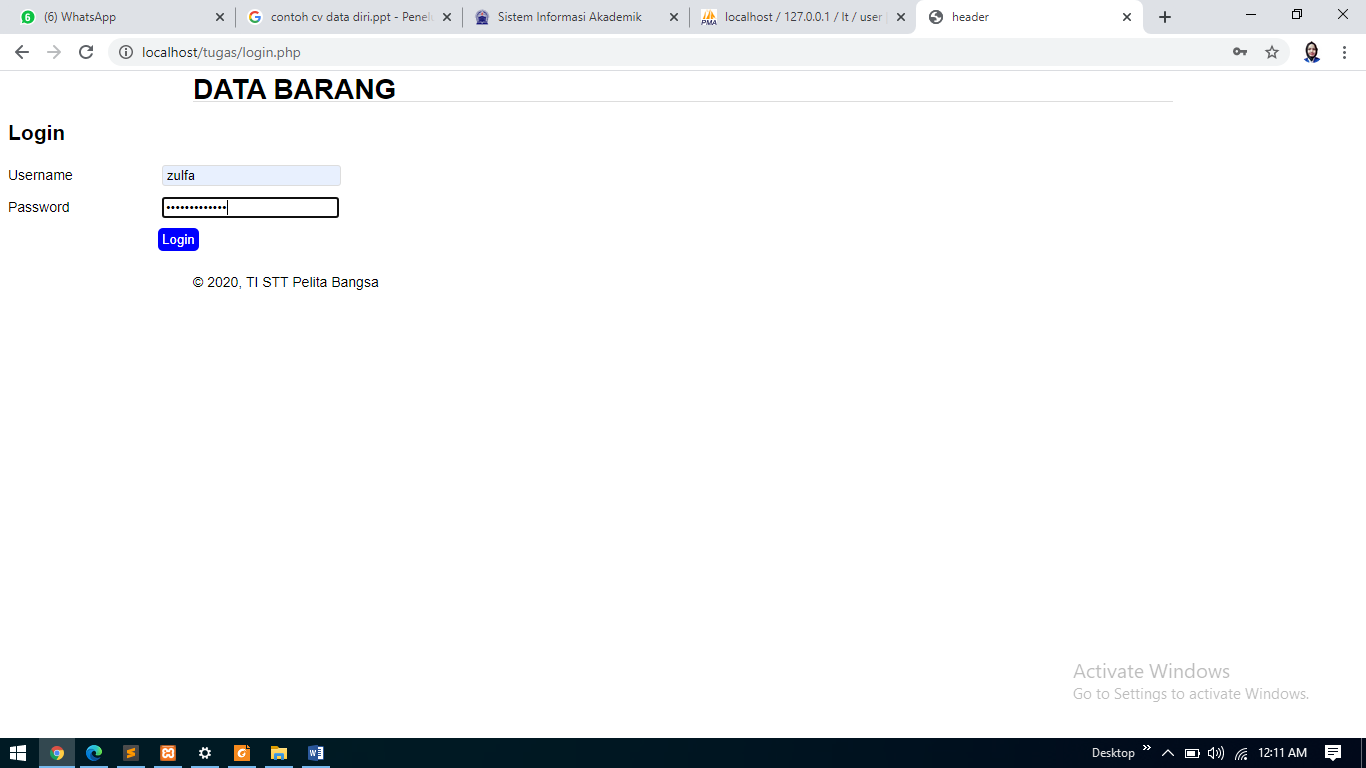 (6) WhatsApp
contoh cv data diri.ppt - Penel
Sistem Informasi Akademik
localhost / 127.0.0.1 / lt / user
header
localhost/tugas/login.php
DATA BARANG
Login
Username
zulfa
Password
•••••••••••••
Login
© 2020, TI STT Pelita Bangsa
Activate Windows
Go to Settings to activate Windows.
Desktop
12:11 AM